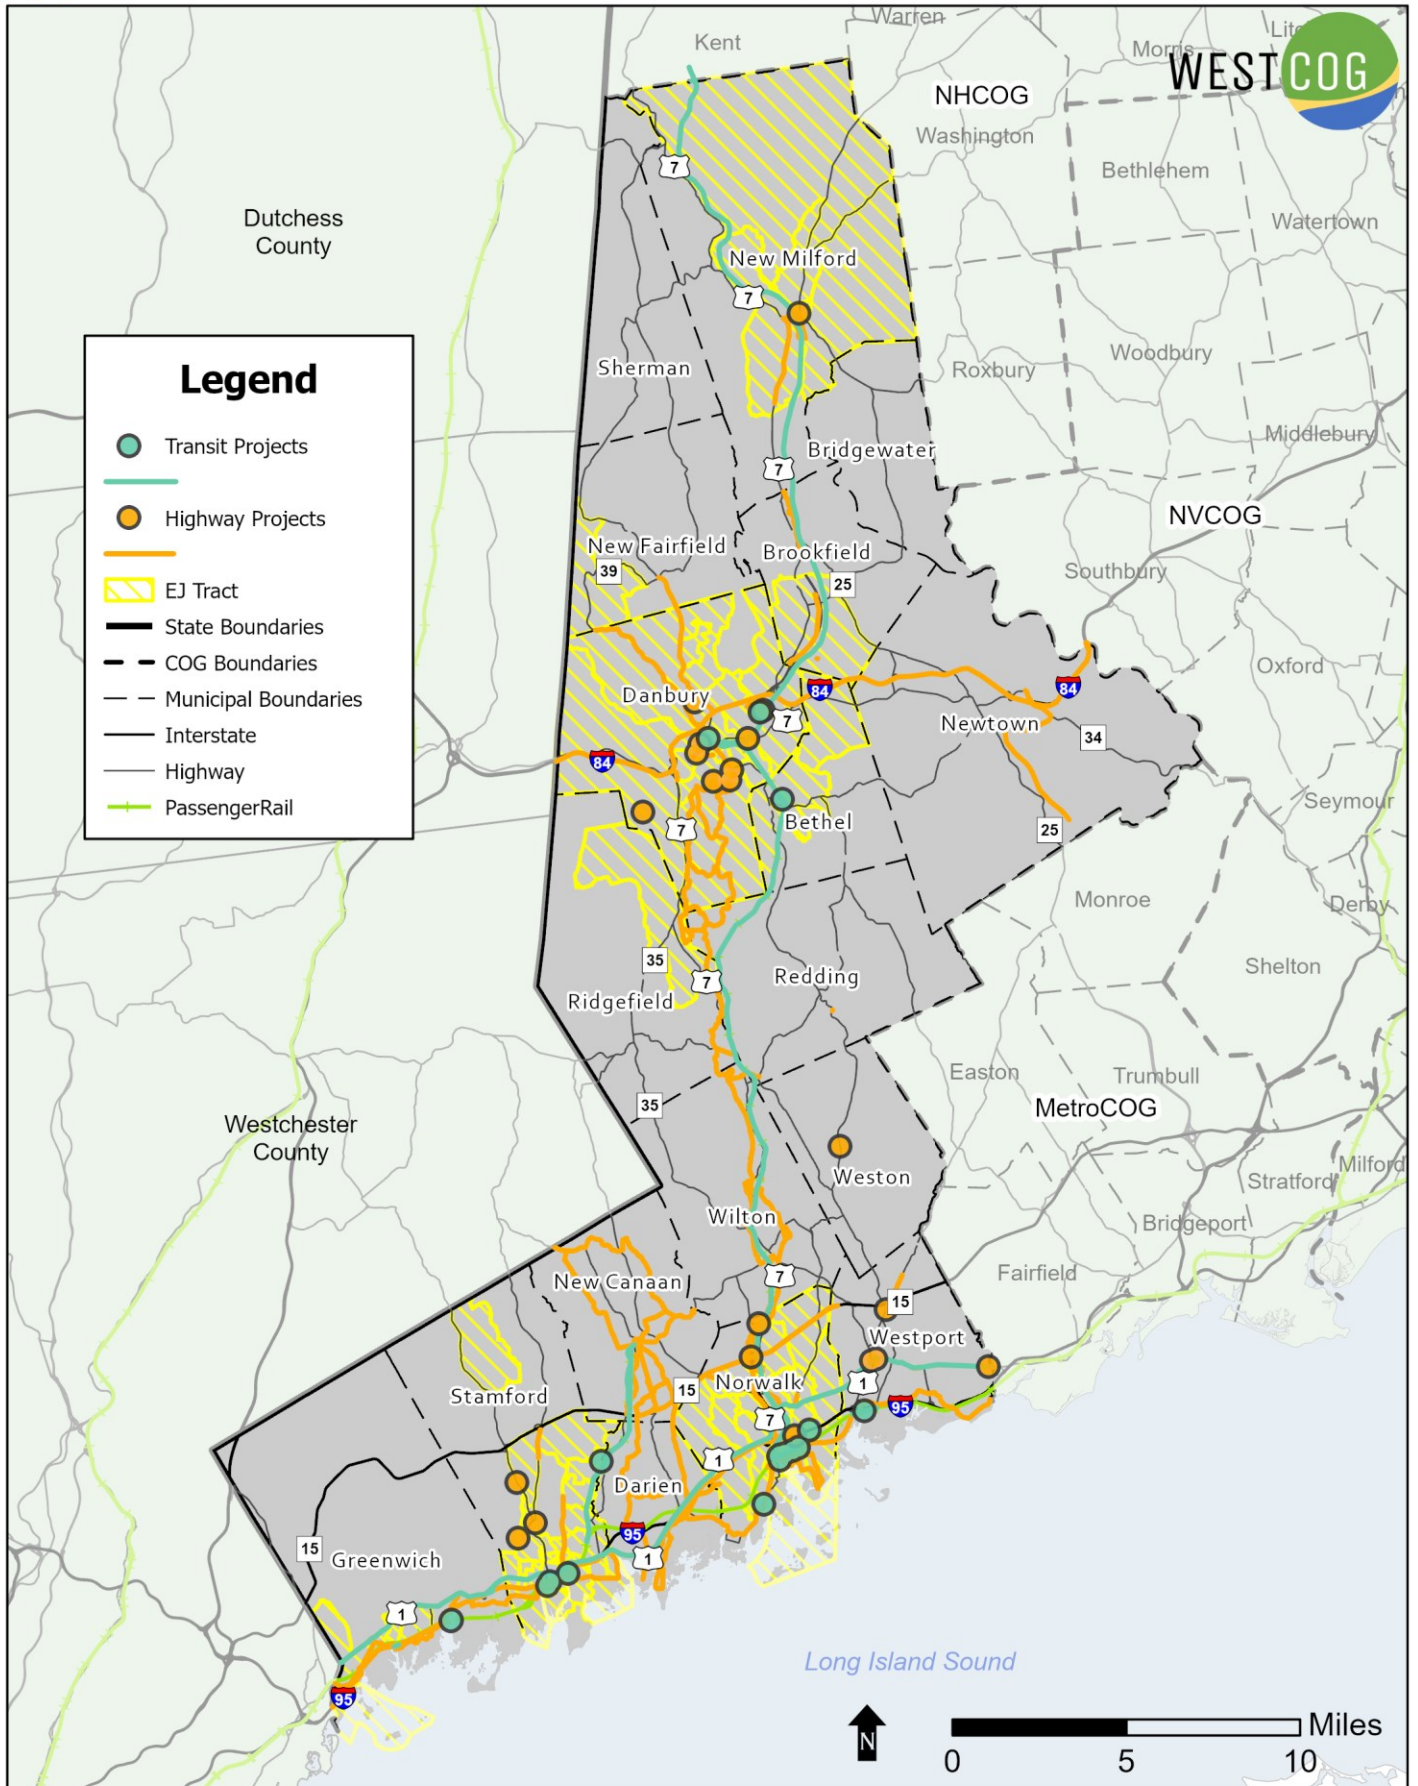 Warren
Kent
Lit
Morris
WESTCOG
NHCOG
Washington
Bethlehem
Watertown
Dutchess
County
7
New Milford
7
Legend
Transit Projects
Highway Projects
EJ Tract
State Boundaries
COG Boundaries
Municipal Boundaries
Interstate
Highway
PassengerRail
Sherman
Roxbury
Woodbury
Middlebury
Bridgewater
7
NVCOG
New Fairfield
39
Brookfield
25
Southbury
Oxford
Danbury
84
84
7
Newtown
34
84
Seymour
7
Bethel
25
Monroe
Derby
35
7
Redding
Shelton
Ridgefield
Easton
Trumbull
35
MetroCOG
Westchester
County
Weston
Milford
Stratford
Wilton
Bridgeport
7
New Canaan
Fairfield
15
Westport
Stamford
15
Norwalk
1
95
7
1
Darien
95
15
Greenwich
1
1
95
Long Island Sound
N
Miles
0
5
10